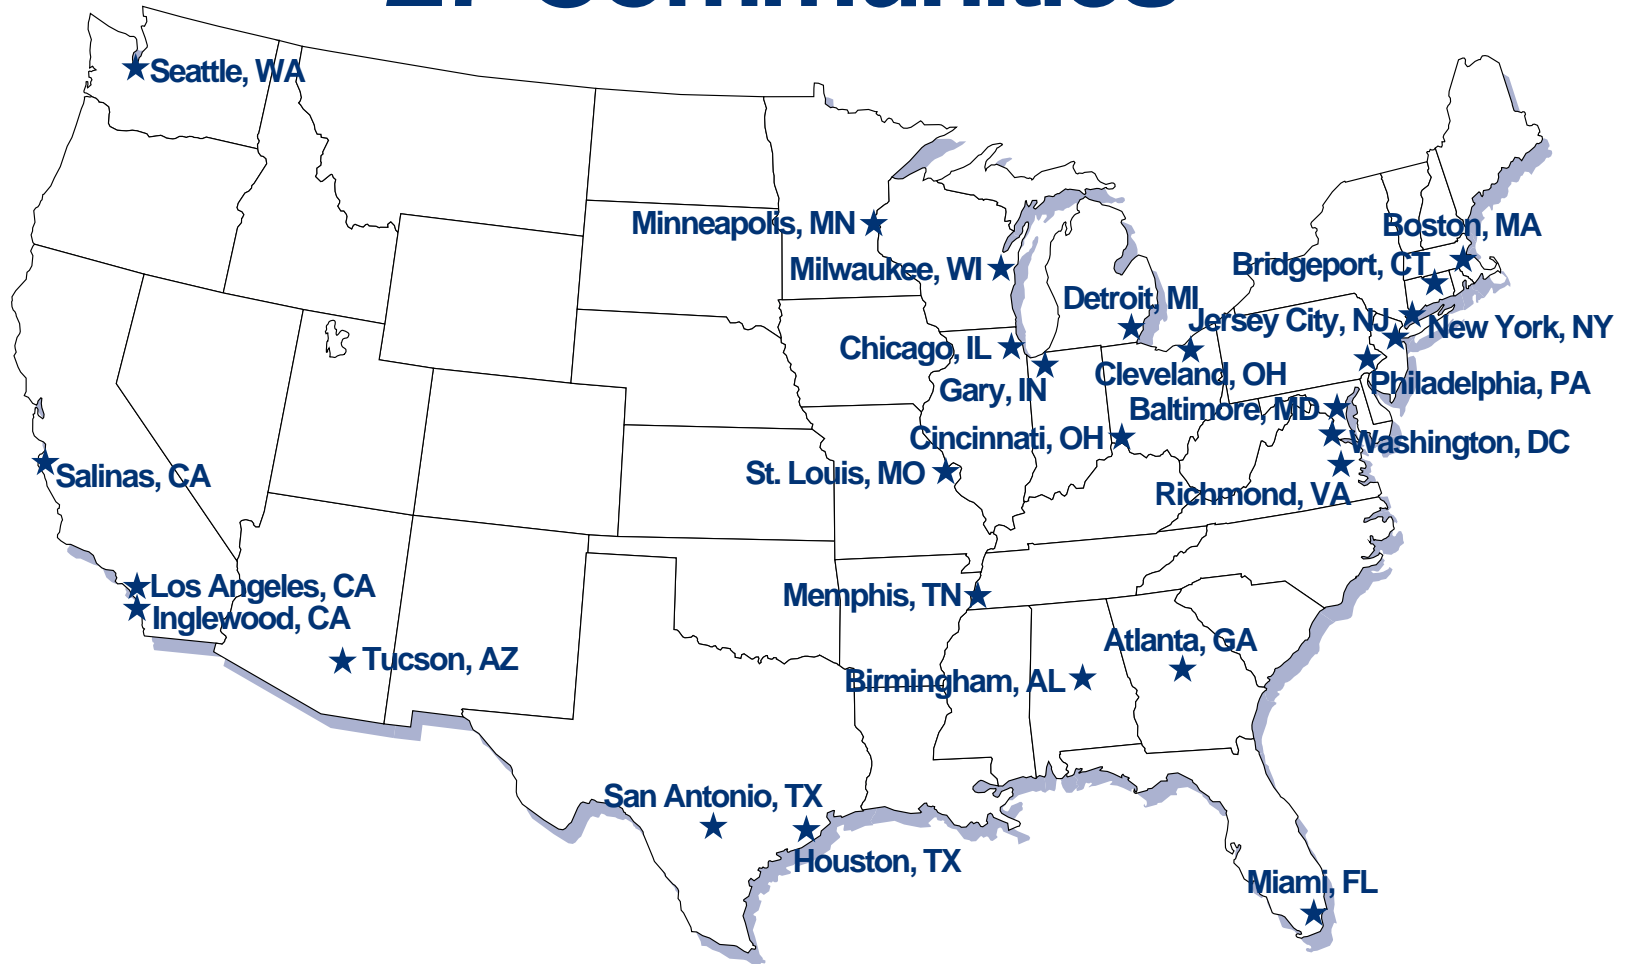 27 Communities
Seattle, WA
Minneapolis, MN
Boston, MA
Milwaukee, WI
Bridgeport, CT
Detroit, MI
Jersey City, NJ
New York, NY
Chicago, IL
Gary, IN
Cleveland, OH
Philadelphia, PA
Baltimore, MD
Cincinnati, OH
Washington, DC
Salinas, CA
St. Louis, MO
Richmond, VA
Los Angeles, CA
Inglewood, CA
Memphis, TN
Atlanta, GA
Tucson, AZ
Birmingham, AL
San Antonio, TX
Houston, TX
Miami, FL